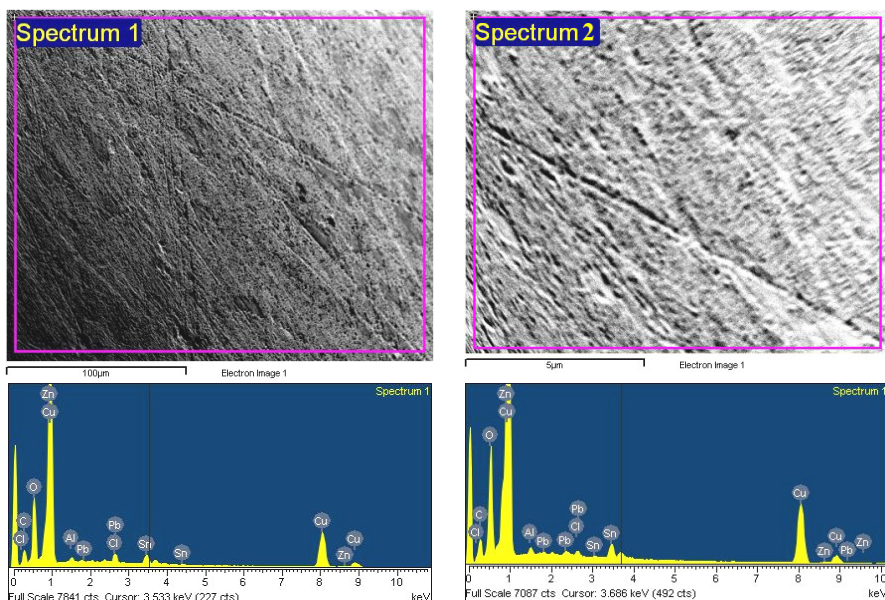 Spectrum 1
100µm Electron Image 1
Spectrum 1
Zn
Cu
O
C
Cl
Al
Pb
Pb
Cl
Sn
Sn
Cu
Cu
Zn
0 1 2 3 4 5 6 7 8 9 10
Full Scale 7841 cts Cursor: 3.533 keV (227 cts) keV
Spectrum 2
5µm Electron Image 1
Spectrum 1
Zn
Cu
O
C
Cl
Al
Pb
Pb
Pb
Cl
Sn
Sn
Cu
Cu
Zn
Zn
Pb
0 1 2 3 4 5 6 7 8 9 10
Full Scale 7087 cts Cursor: 3.686 keV (492 cts) keV